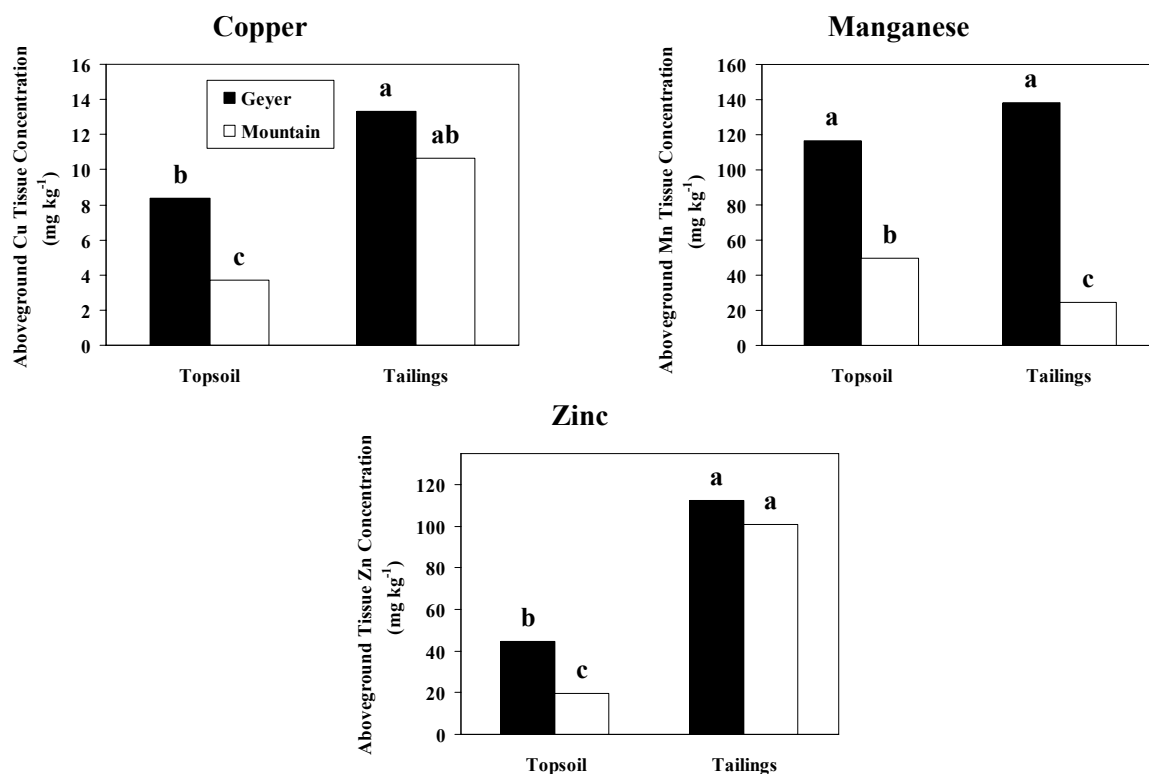 Copper
Aboveground Cu Tissue Concentration
(mg kg⁻¹)
16
14
12
10
8
6
4
2
0
Geyer
Mountain
b
c
a
ab
Topsoil
Tailings
Manganese
Aboveground Mn Tissue Concentration
(mg kg⁻¹)
160
140
120
100
80
60
40
20
0
a
b
a
c
Topsoil
Tailings
Zinc
Aboveground Tissue Zn Concentration
(mg kg⁻¹)
120
100
80
60
40
20
0
b
c
a
a
Topsoil
Tailings